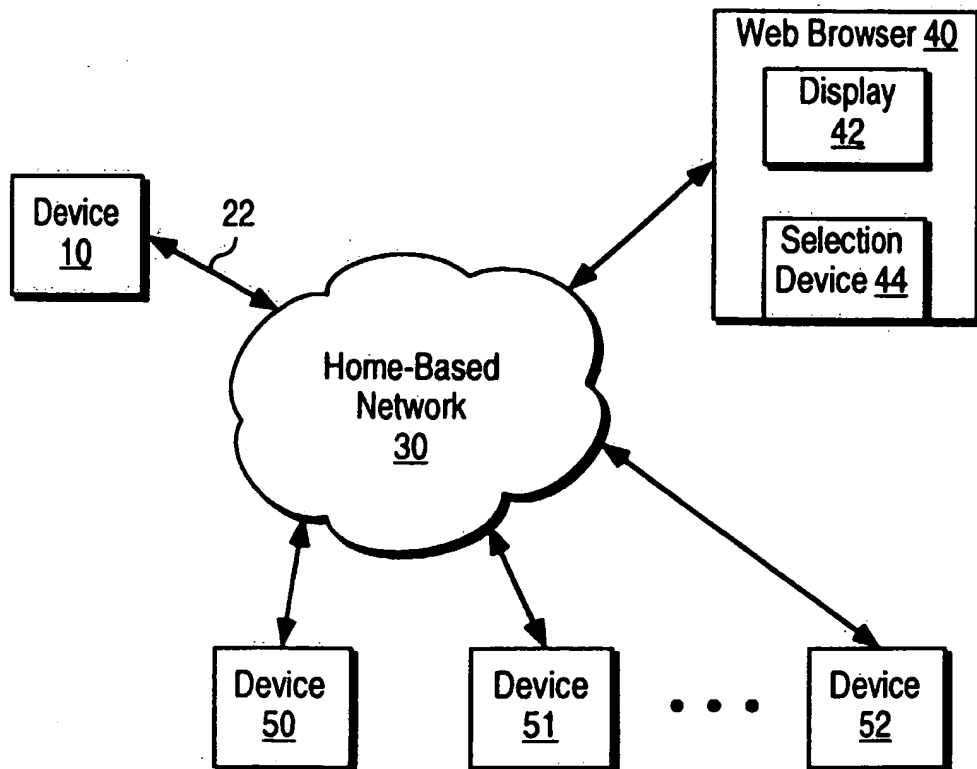 Web Browser 40
Display
42
Selection
Device 44
Device
10
22
Home-Based
Network
30
Device
50
Device
51
Device
52